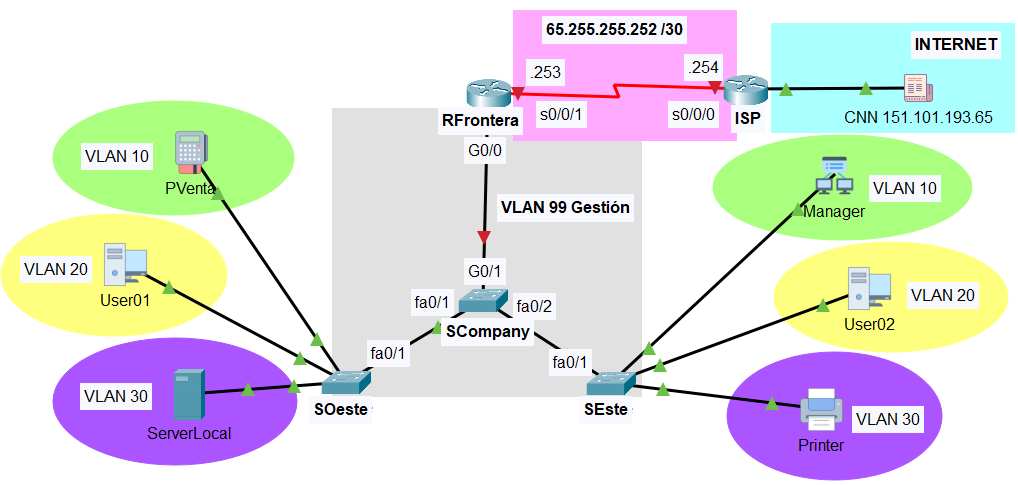 65.255.255.252 /30
INTERNET
.253
.254
RFrontera
s0/0/1
s0/0/0
ISP
CNN 151.101.193.65
G0/0
VLAN 10
PVenta
VLAN 10
Manager
VLAN 99 Gestión
VLAN 20
User01
G0/1
fa0/1
fa0/2
SCompany
VLAN 20
User02
fa0/1
fa0/1
VLAN 30
ServerLocal
SOeste
SEste
VLAN 30
Printer